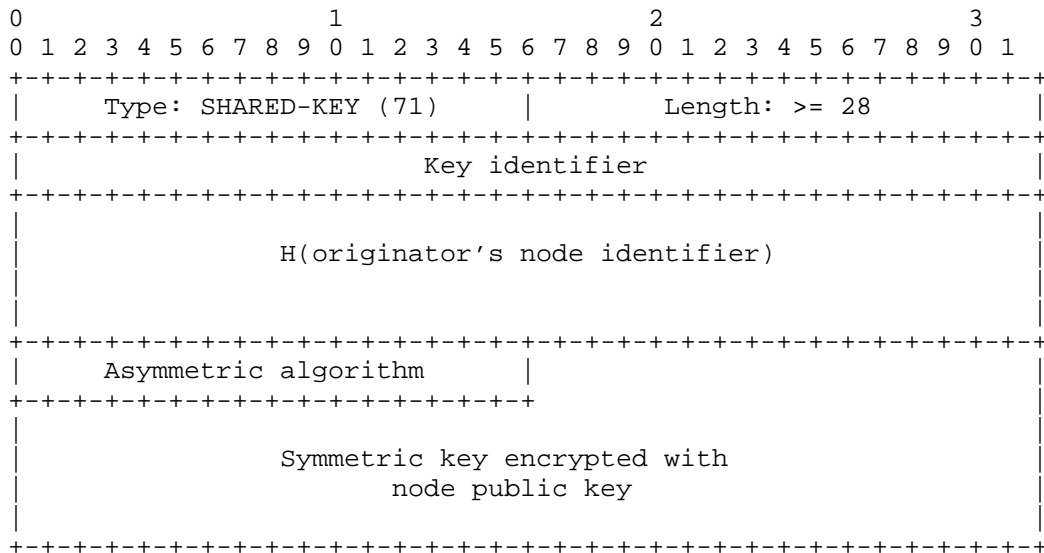 0                   1                   2                   3
0 1 2 3 4 5 6 7 8 9 0 1 2 3 4 5 6 7 8 9 0 1 2 3 4 5 6 7 8 9 0 1
+-+-+-+-+-+-+-+-+-+-+-+-+-+-+-+-+-+-+-+-+-+-+-+-+-+-+-+-+-+-+-+-+
|     Type: SHARED-KEY (71)     |        Length: >= 28          |
+-+-+-+-+-+-+-+-+-+-+-+-+-+-+-+-+-+-+-+-+-+-+-+-+-+-+-+-+-+-+-+-+
|                         Key identifier                        |
+-+-+-+-+-+-+-+-+-+-+-+-+-+-+-+-+-+-+-+-+-+-+-+-+-+-+-+-+-+-+-+-+
|                                                               |
|                H(originator’s node identifier)                |
|                                                               |
|                                                               |
+-+-+-+-+-+-+-+-+-+-+-+-+-+-+-+-+-+-+-+-+-+-+-+-+-+-+-+-+-+-+-+-+
|     Asymmetric algorithm      |                               |
+-+-+-+-+-+-+-+-+-+-+-+-+-+-+-+-+                               |
|                                                               |
|                Symmetric key encrypted with                   |
|                       node public key                         |
|                                                               |
+-+-+-+-+-+-+-+-+-+-+-+-+-+-+-+-+-+-+-+-+-+-+-+-+-+-+-+-+-+-+-+-+